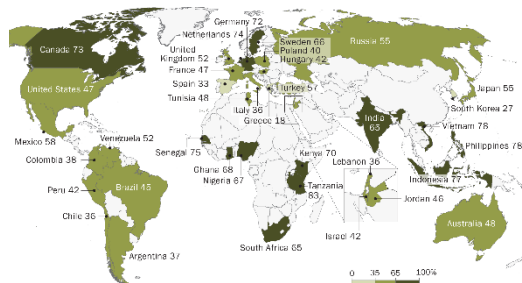 Germany 72
Netherlands 74
Canada 73
Sweden 66
Russia 55
United
Kingdom 52
Poland 40
Hungary 42
France 47
United States 47
Spain 33
Turkey 57
Japan 55
Tunisia 48
Italy 36
South Korea 27
Greece 18
India
65
Vietnam 78
Mexico 58
Venezuela 52
Senegal 75
Kenya 70
Philippines 78
Colombia 38
Ghana 68
Lebanon 36
Nigeria 67
Indonesia 77
Peru 42
Brazil 45
Tanzania
83
Jordan 46
Chile 36
Australia 48
Israel 42
South Africa 65
Argentina 37
0 35 65 100%